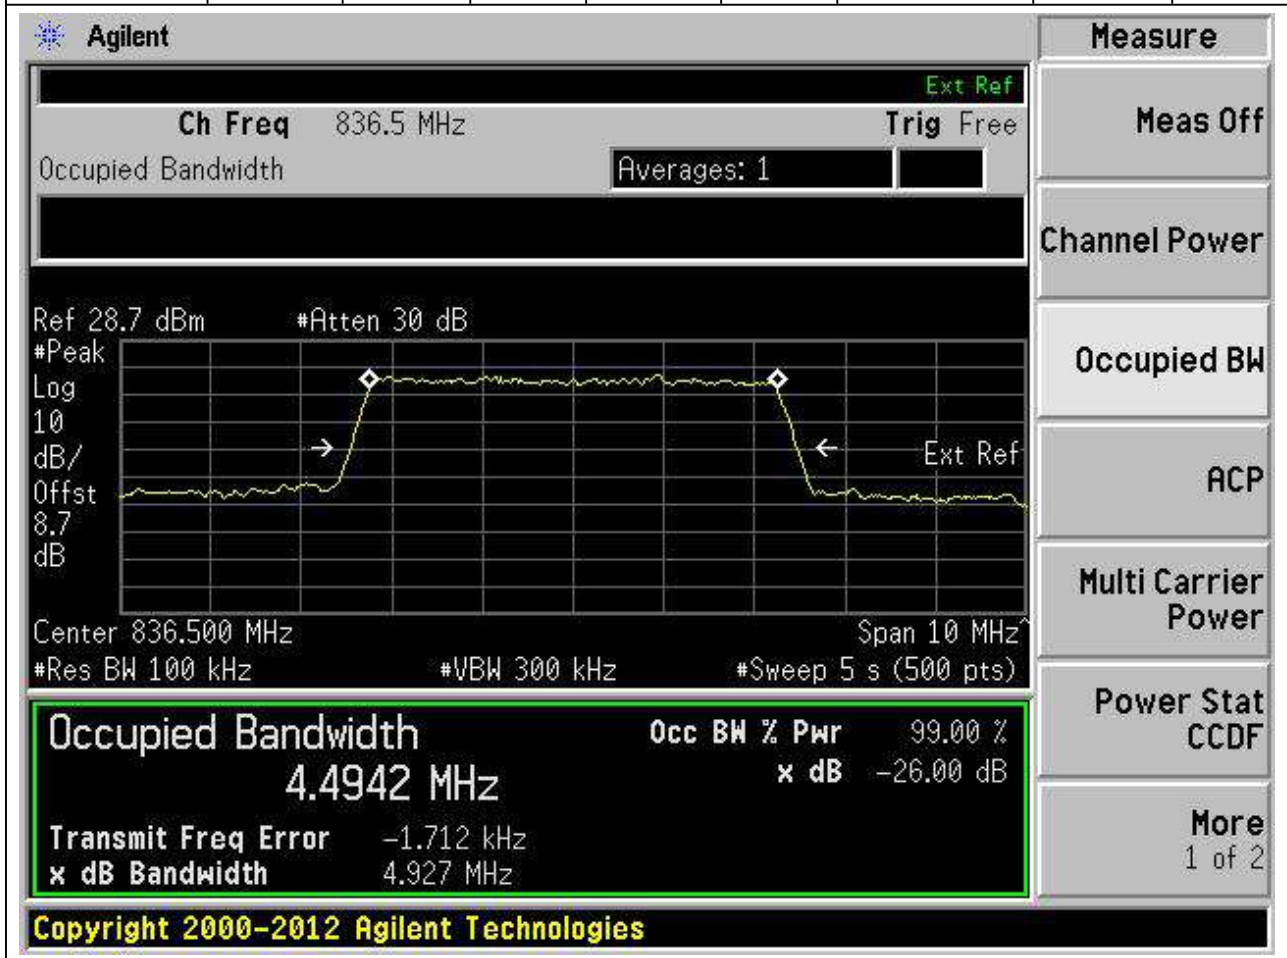 Agilent
Measure
Ext Ref
Ch Freq 836.5 MHz Trig Free
Meas Off
Occupied Bandwidth Averages: 1
Channel Power
Ref 28.7 dBm #Atten 30 dB
#Peak
Log
10
dB/
Offst
8.7
dB
Ext Ref
Occupied BW
ACP
Center 836.500 MHz Span 10 MHz^
#Res BW 100 kHz #VBW 300 kHz #Sweep 5 s (500 pts)
Multi Carrier
Power
Occupied Bandwidth Occ BW % Pwr 99.00 %
4.4942 MHz x dB -26.00 dB
Transmit Freq Error -1.712 kHz
x dB Bandwidth 4.927 MHz
Power Stat
CCDF
More
1 of 2
Copyright 2000-2012 Agilent Technologies